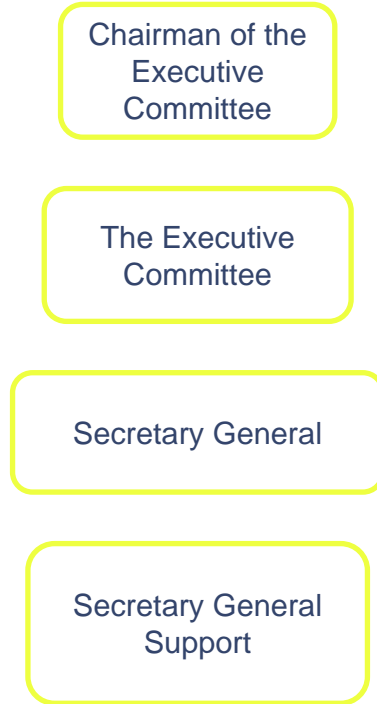 Chairman of the
Executive
Committee
The Executive
Committee
Secretary General
Secretary General
Support